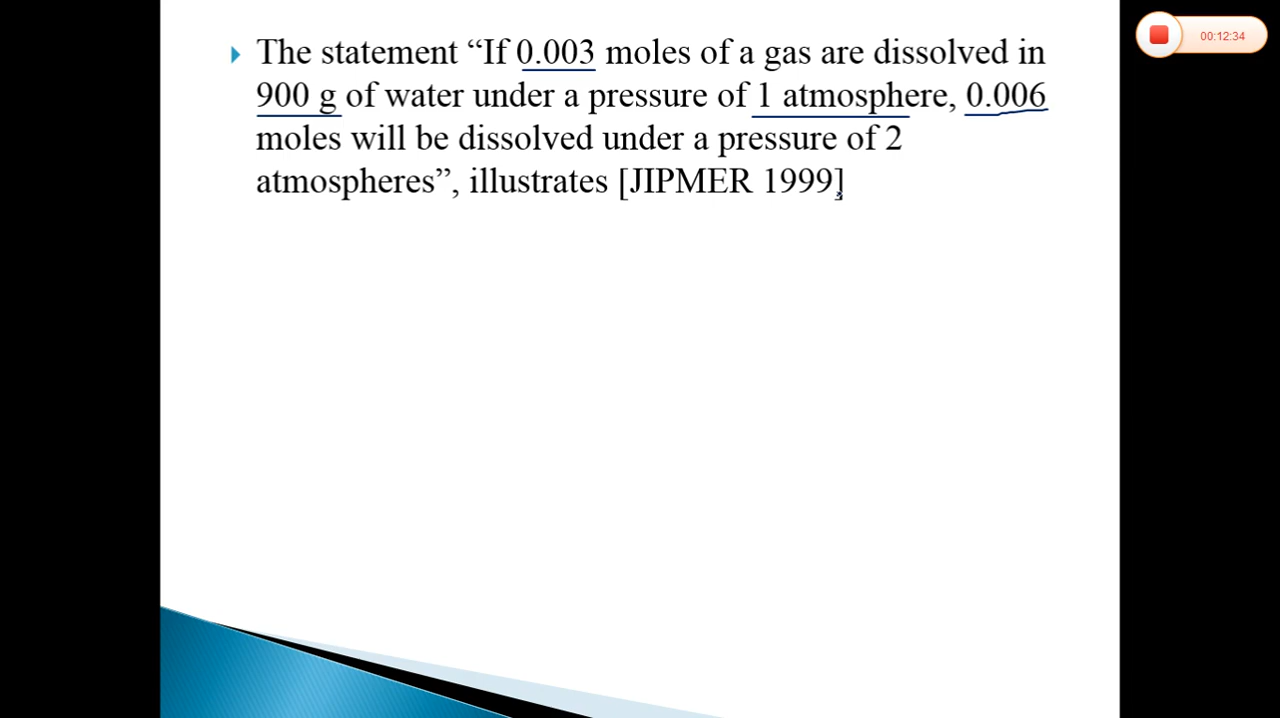 The statement “If 0.003 moles of a gas are dissolved in
900 g of water under a pressure of 1 atmosphere, 0.006
moles will be dissolved under a pressure of 2
atmospheres”, illustrates [JIPMER 1999]
00:12:34